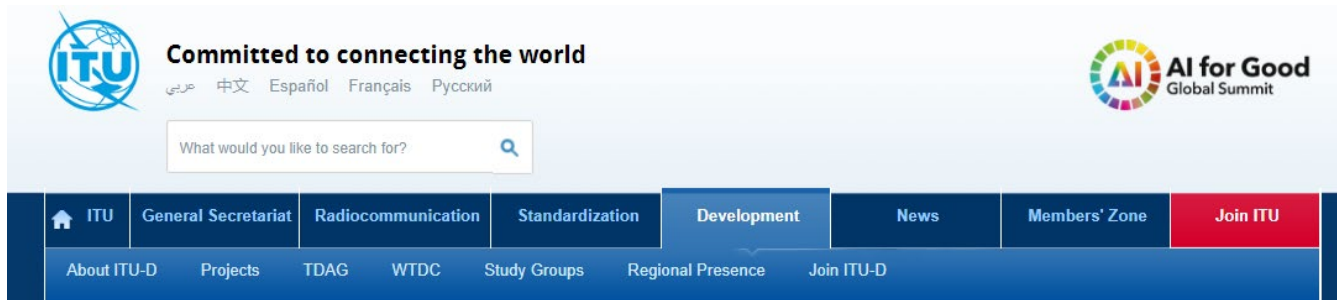 ITU
Committed to connecting the world
عربي 中文 Español Français Русский
AI
AI for Good
Global Summit
What would you like to search for?
ITU General Secretariat Radiocommunication Standardization Development News Members' Zone Join ITU
About ITU-D Projects TDAG WTDC Study Groups Regional Presence Join ITU-D